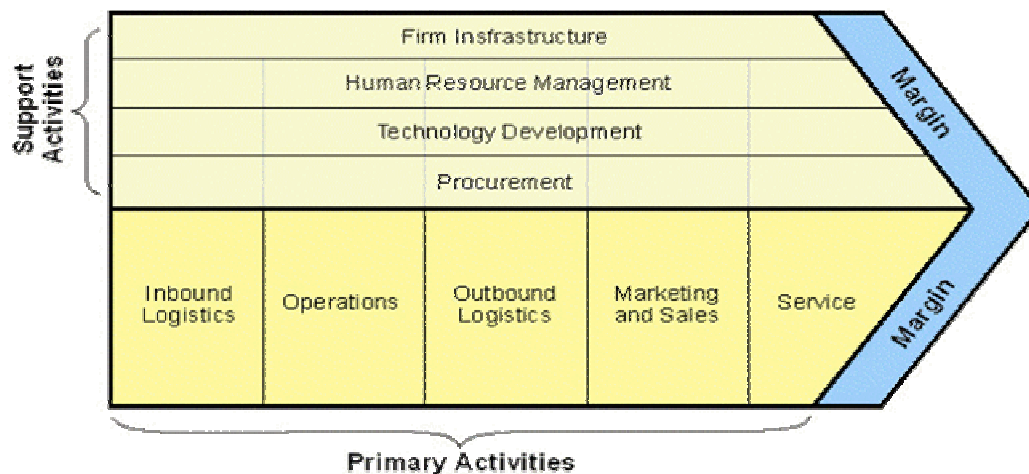 Support
Activities
Firm Insfrastructure
Human Resource Management
Technology Development
Procurement
Margin
Inbound
Logistics
Operations
Outbound
Logistics
Marketing
and Sales
Service
Margin
Primary Activities